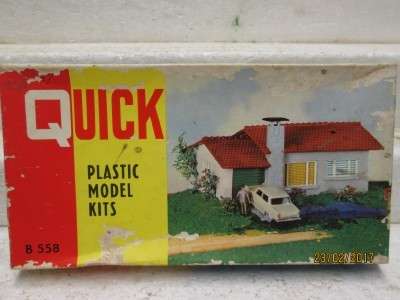 QUICK
PLASTIC
MODEL
KITS
B 558
23/02/2017